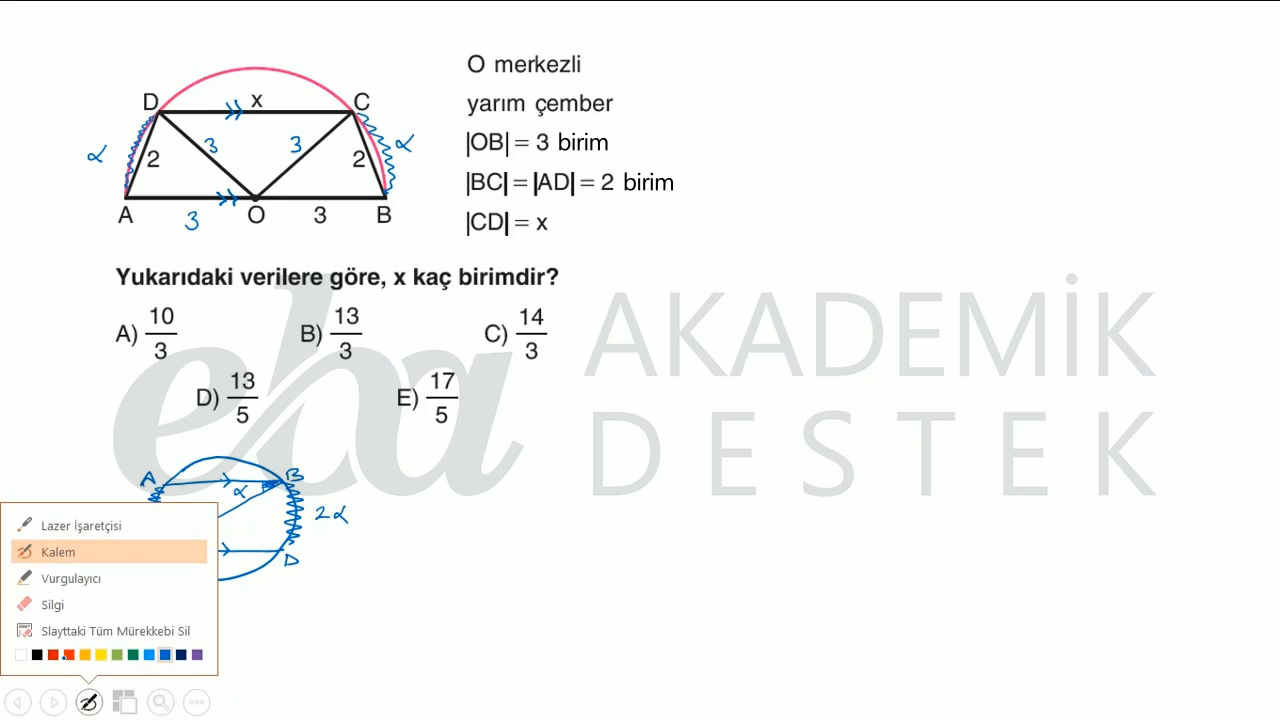 O merkezli
yarım çember
|OB| = 3 birim
|BC| = |AD| = 2 birim
|CD| = x
D x C
α 2 3 3 2 α
A 3 O 3 B
Yukarıdaki verilere göre, x kaç birimdir?
A) 10/3 B) 13/3 C) 14/3
D) 13/5 E) 17/5
eba AKADEMİK
DESTEK
A B
α 2α
D
Lazer İşaretçisi
Kalem
Vurgulayıcı
Silgi
Slayttaki Tüm Mürekkebi Sil